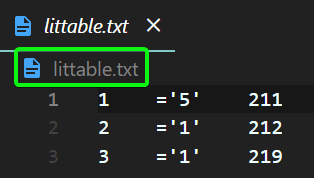 littable.txt ×
littable.txt
1 1 ='5' 211
2 2 ='1' 212
3 3 ='1' 219